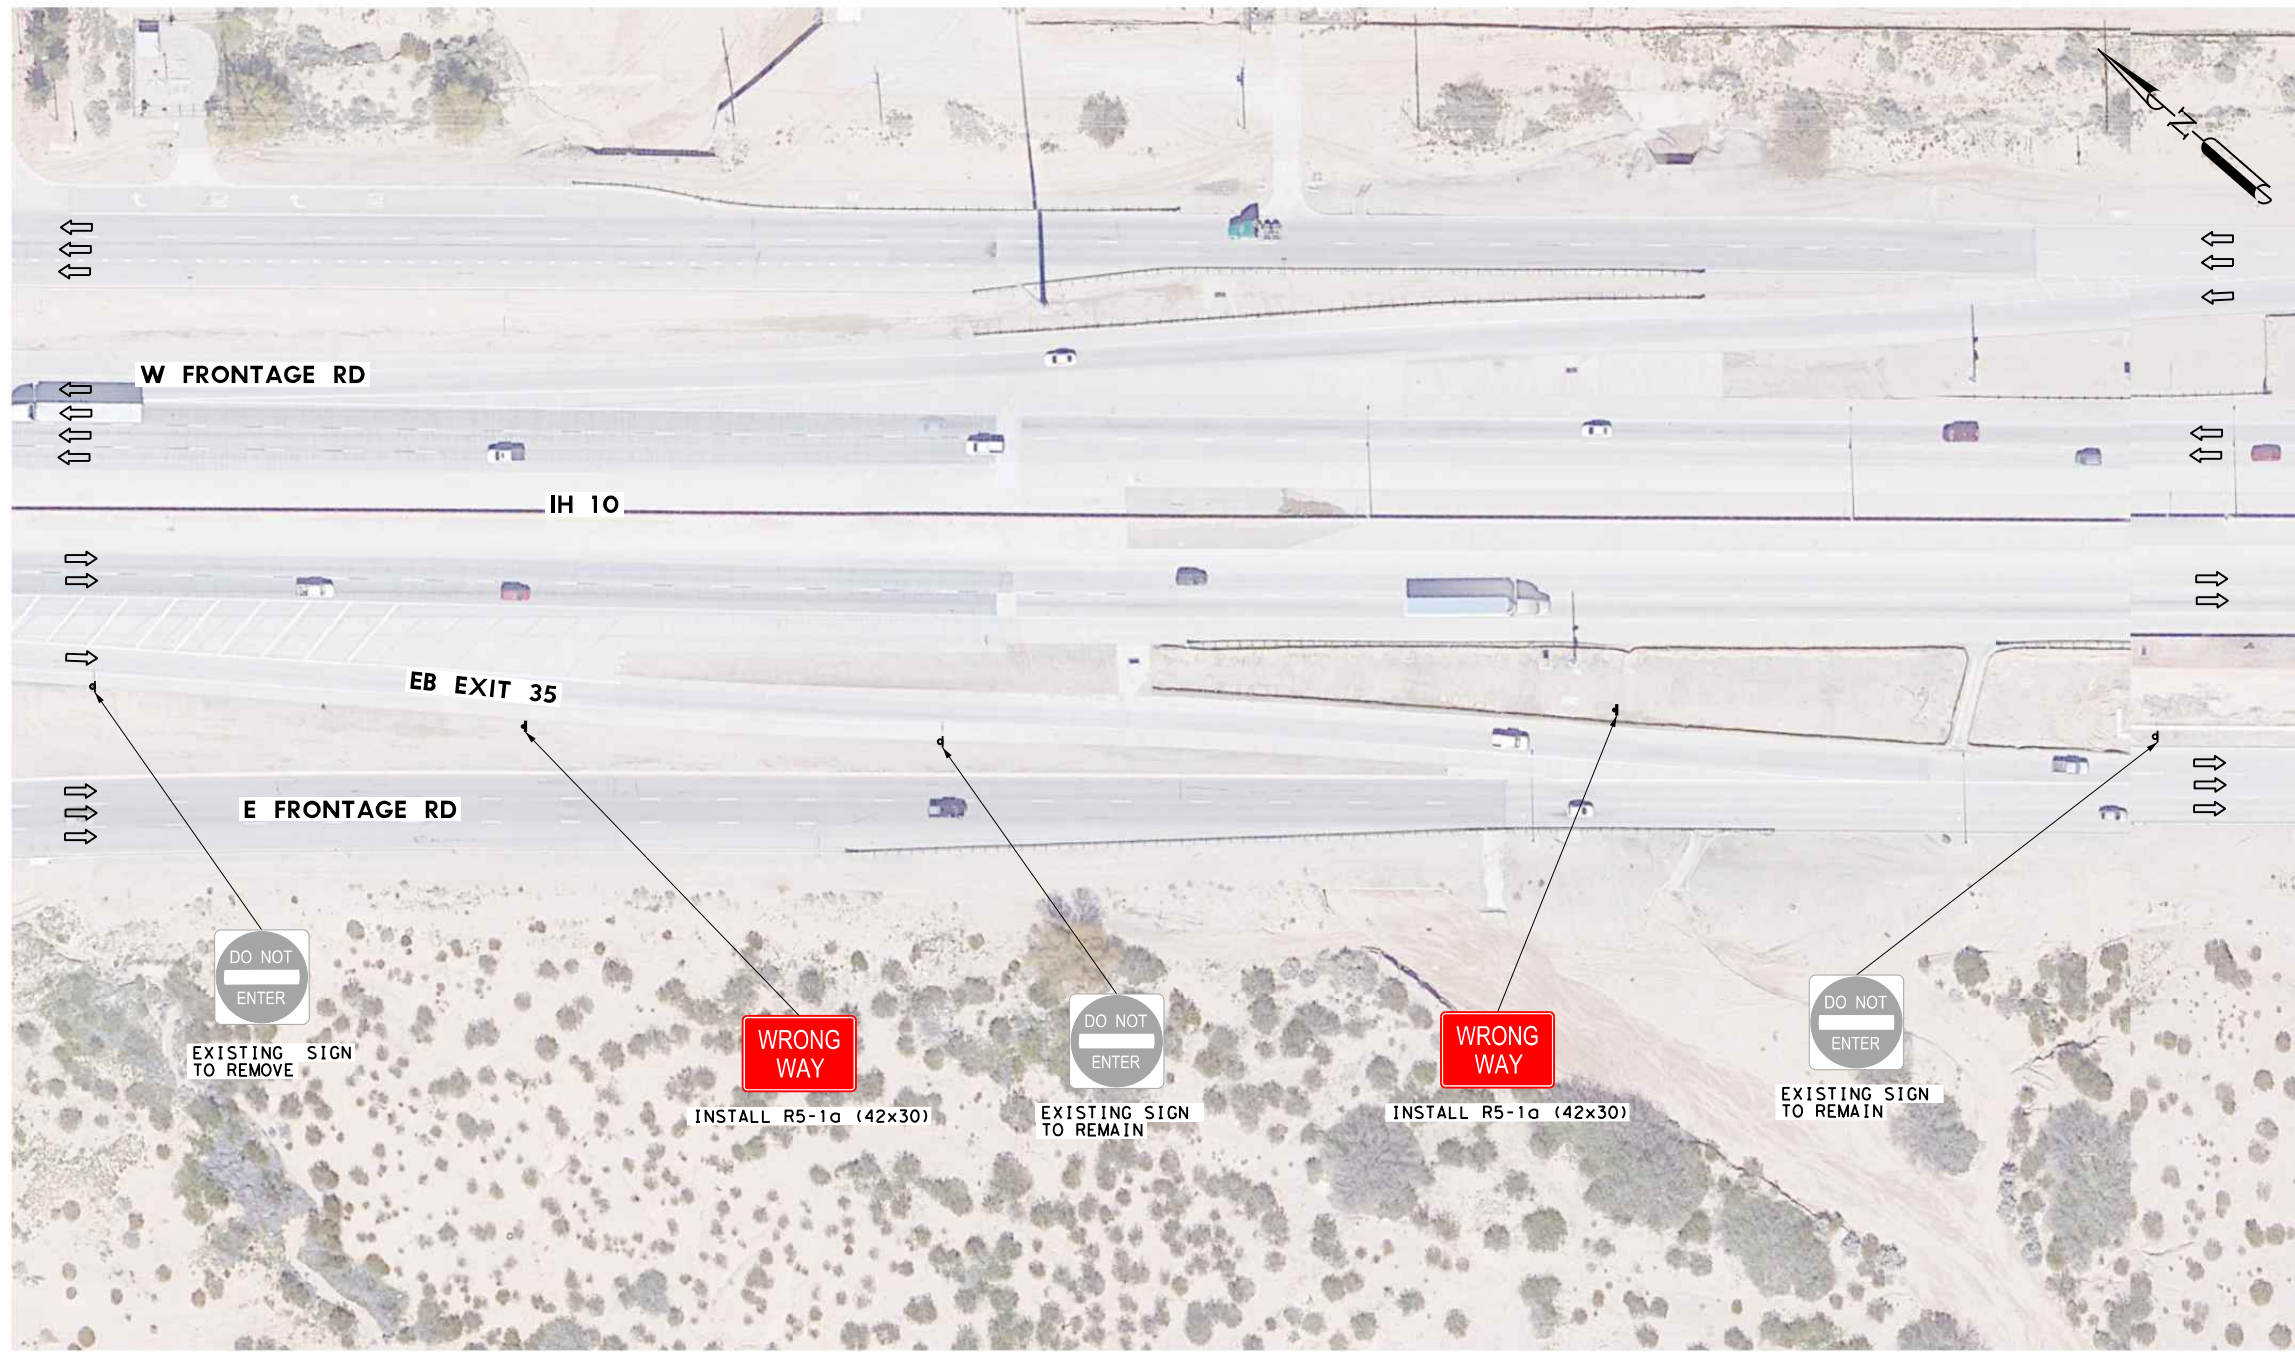 N
W FRONTAGE RD
IH 10
EB EXIT 35
E FRONTAGE RD
DO NOT
ENTER
EXISTING SIGN
TO REMOVE
WRONG
WAY
INSTALL R5-1a (42x30)
DO NOT
ENTER
EXISTING SIGN
TO REMAIN
WRONG
WAY
INSTALL R5-1a (42x30)
DO NOT
ENTER
EXISTING SIGN
TO REMAIN